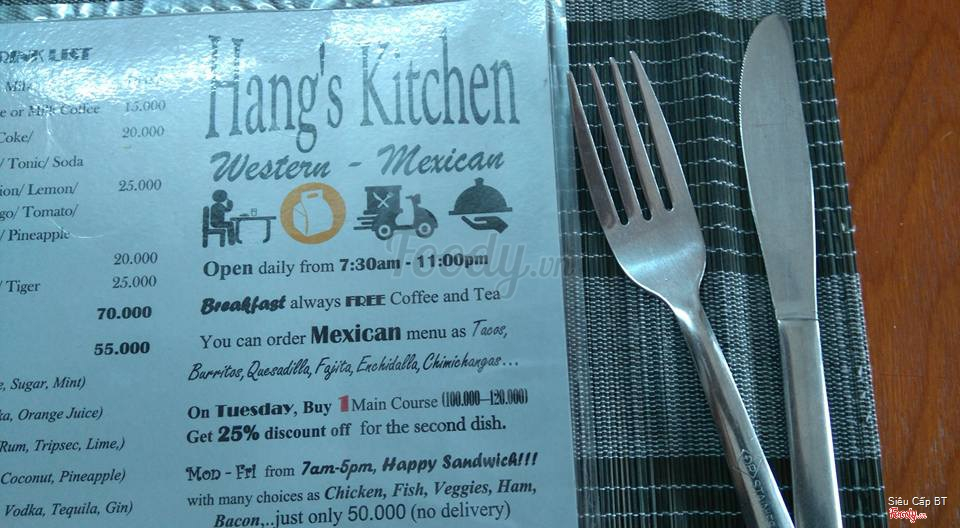 DRINK LIST
Milk
e or Milk Coffee 15.000
Coke/ 20.000
/ Tonic/ Soda
ion/ Lemon/ 25.000
go/ Tomato/
/ Pineapple
20.000
/ Tiger 25.000
70.000
55.000
e, Sugar, Mint)
ka, Orange Juice)
Rum, Tripsec, Lime,)
Coconut, Pineapple)
Vodka, Tequila, Gin)
Hang's Kitchen
Western - Mexican
Foody.vn
Open daily from 7:30am - 11:00pm
Breakfast always FREE Coffee and Tea
You can order Mexican menu as Tacos,
Burritos, Quesadilla, Fajita, Enchidalla, Chimichangas...
On Tuesday, Buy 1 Main Course (100.000—120.000)
Get 25% discount off for the second dish.
Mon - Fri from 7am-5pm, Happy Sandwich!!!
with many choices as Chicken, Fish, Veggies, Ham,
Bacon,..just only 50.000 (no delivery)
Siêu Cấp BT
Foody.vn